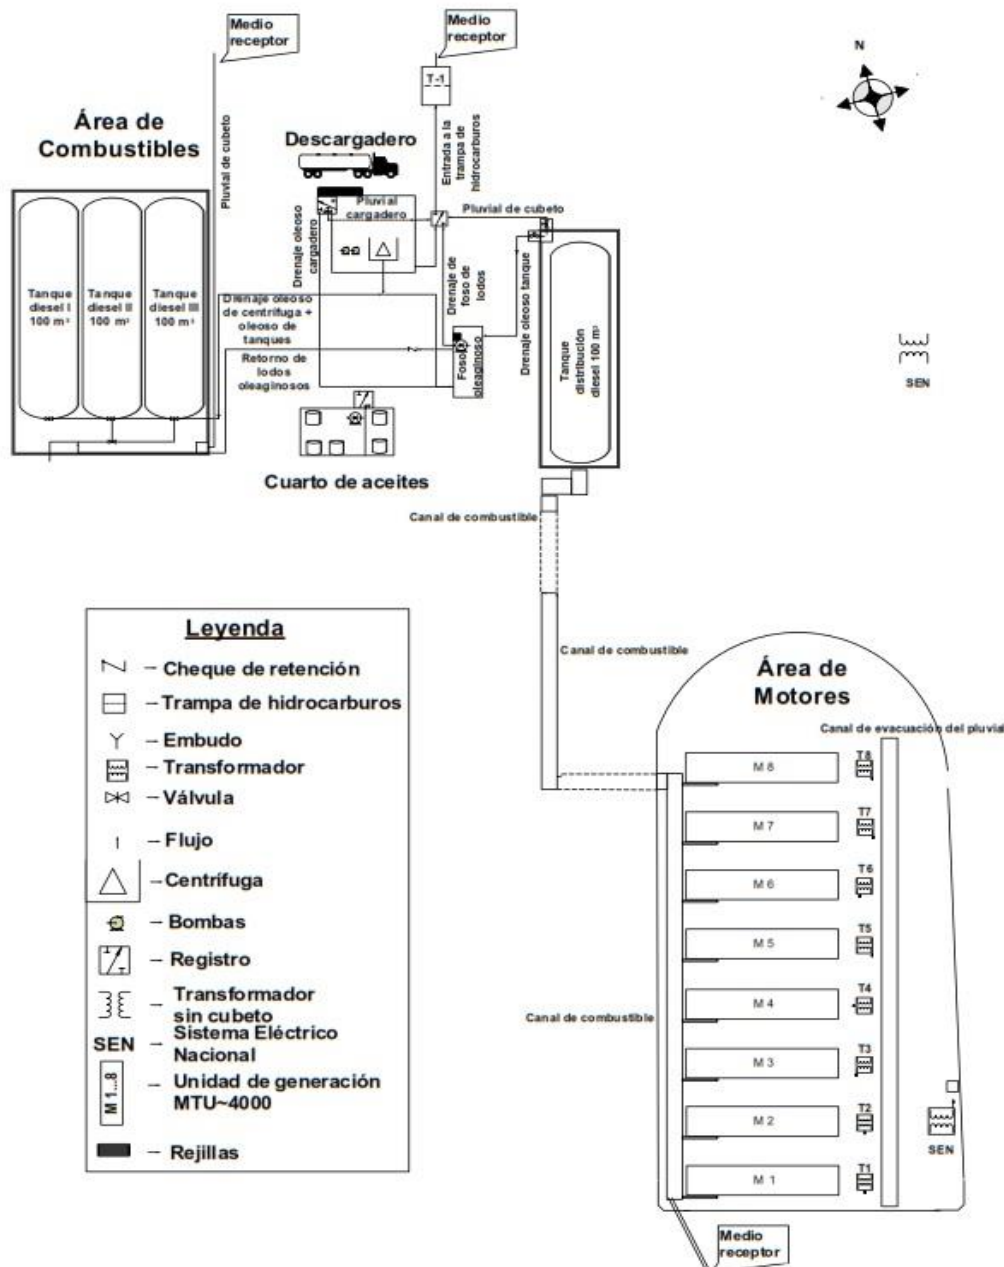 Medio
receptor
Medio
receptor
N
T-1
Área de
Combustibles
Descargadero
Pluvial de cubeto
Entrada a la
trampa de
hidrocarburos
Pluvial
cargadero
Pluvial de cubeto
Drenaje oleoso
cargadero
Drenaje de
foso de
lodos
Drenaje oleoso tanque
Tanque
diesel I
100 m³
Tanque
diesel II
100 m³
Tanque
diesel III
100 m³
Drenaje oleoso
de centrífuga +
oleoso de
tanques
Retorno de
lodos
oleaginosos
Foso
oleaginoso
Tanque
distribución
diesel 100 m³
SEN
Cuarto de aceites
Canal de combustible
Leyenda
– Cheque de retención
– Trampa de hidrocarburos
– Embudo
– Transformador
– Válvula
– Flujo
– Centrífuga
– Bombas
– Registro
– Transformador
sin cubeto
SEN – Sistema Eléctrico
Nacional
M 1...8 – Unidad de generación
MTU~4000
– Rejillas
Canal de combustible
Área de
Motores
Canal de evacuación del pluvial
M 8
T8
M 7
T7
M 6
T6
M 5
T5
M 4
T4
Canal de combustible
M 3
T3
M 2
T2
SEN
M 1
T1
Medio
receptor